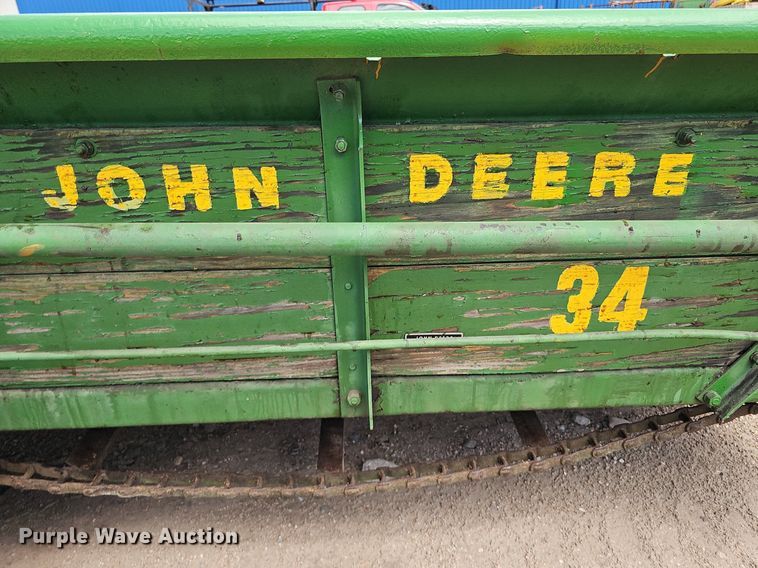 JOHN DEERE
34
Purple Wave Auction